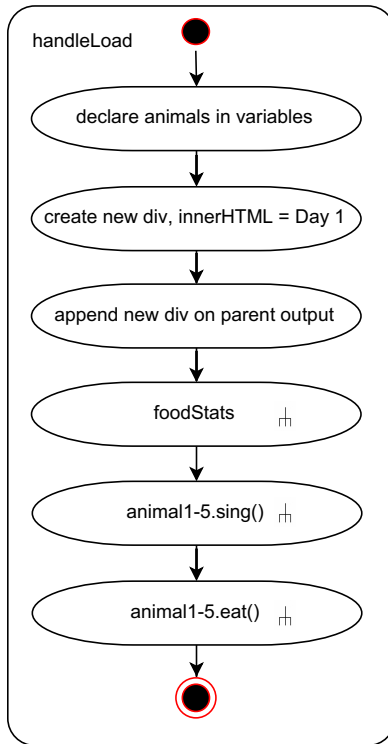 handleLoad
declare animals in variables
create new div, innerHTML = Day 1
append new div on parent output
foodStats
animal1-5.sing()
animal1-5.eat()